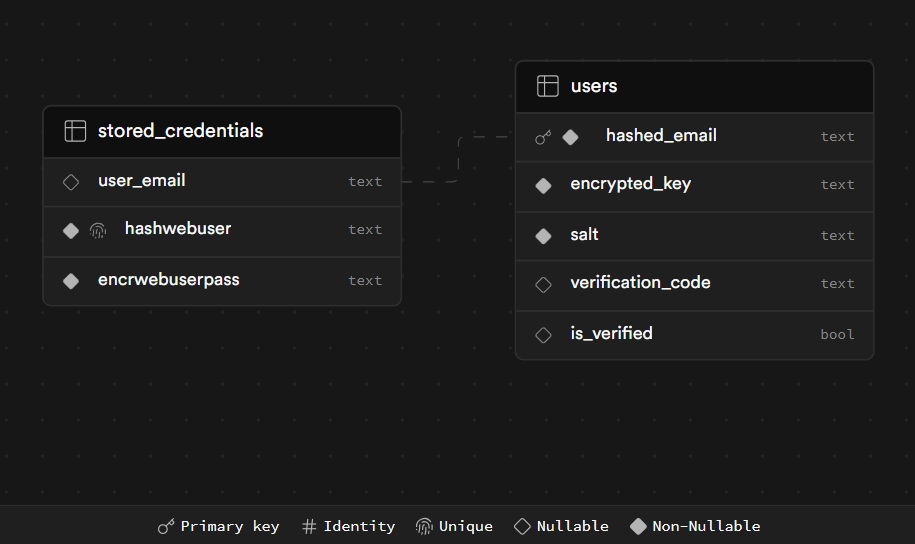 stored_credentials
user_email text
hashwebuser text
encrwebuserpass text
users
hashed_email text
encrypted_key text
salt text
verification_code text
is_verified bool
Primary key # Identity Unique Nullable Non-Nullable